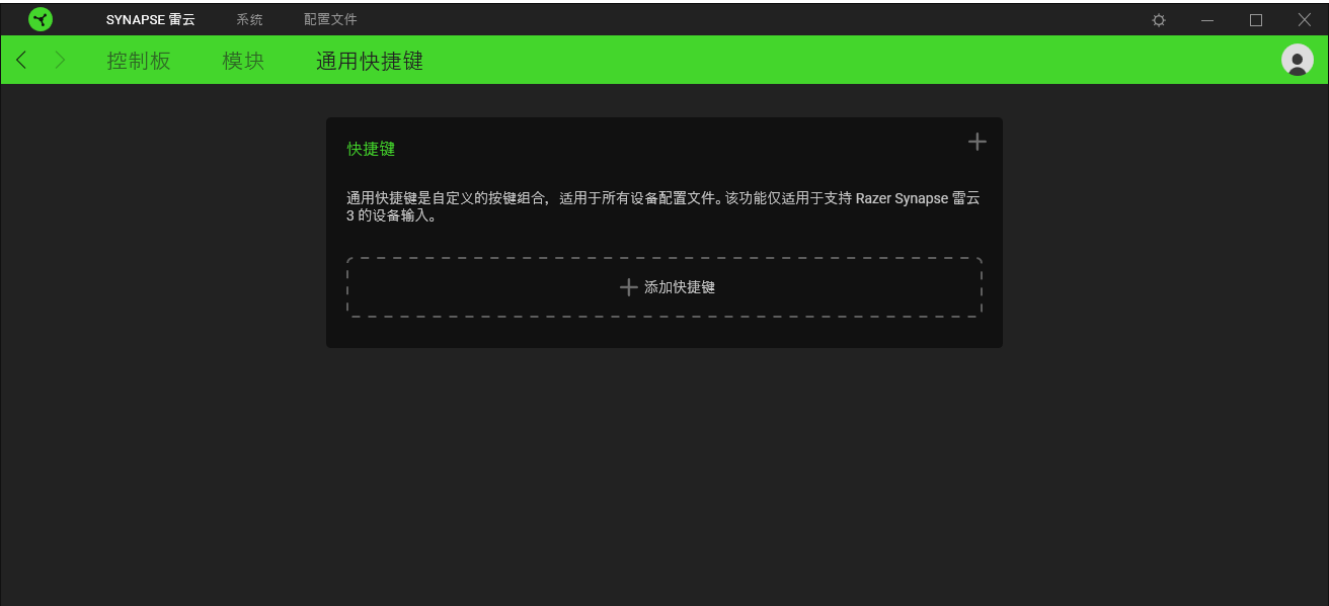 SYNAPSE 雷云 系统 配置文件
控制板 模块 通用快捷键
快捷键
通用快捷键是自定义的按键组合，适用于所有设备配置文件。该功能仅适用于支持 Razer Synapse 雷云
3 的设备输入。
添加快捷键